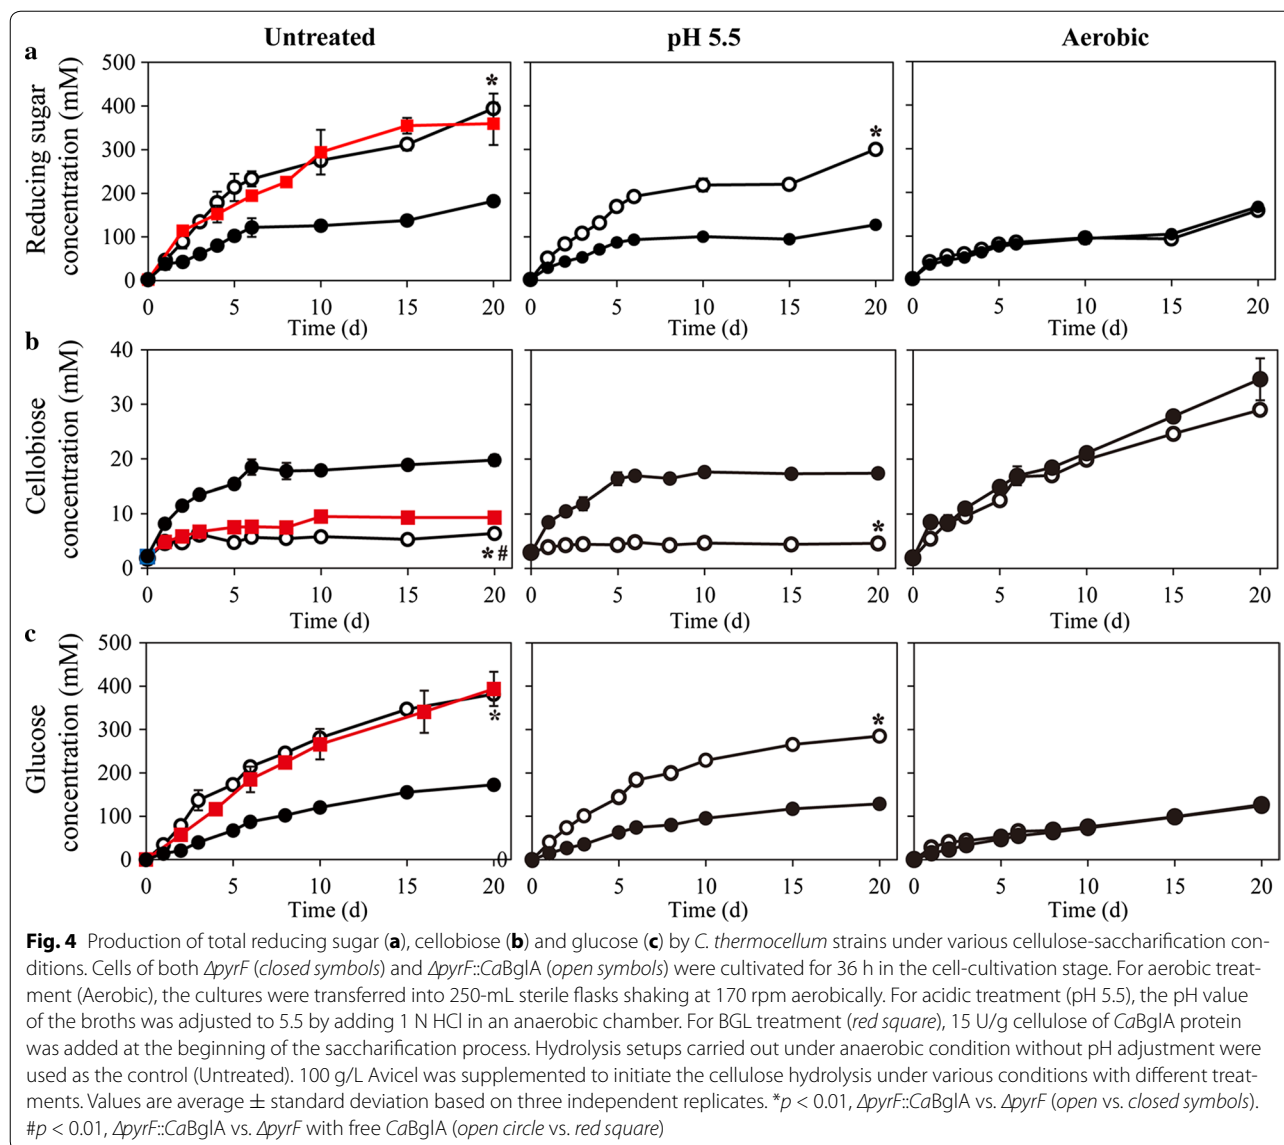 Untreated pH 5.5 Aerobic
a
Reducing sugar
concentration (mM)
500
400
300
200
100
0
*
*
0 5 10 15 20 0 5 10 15 20 0 5 10 15 20
Time (d) Time (d) Time (d)
b
Cellobiose
concentration (mM)
40
30
20
10
0
*#
*
0 5 10 15 20 0 5 10 15 20 0 5 10 15 20
Time (d) Time (d) Time (d)
c
Glucose
concentration (mM)
500
400
300
200
100
0
*
0
*
0 5 10 15 20 0 5 10 15 20 0 5 10 15 20
Time (d) Time (d) Time (d)
Fig. 4 Production of total reducing sugar (a), cellobiose (b) and glucose (c) by C. thermocellum strains under various cellulose-saccharification con-
ditions. Cells of both ΔpyrF (closed symbols) and ΔpyrF::CaBglA (open symbols) were cultivated for 36 h in the cell-cultivation stage. For aerobic treat-
ment (Aerobic), the cultures were transferred into 250-mL sterile flasks shaking at 170 rpm aerobically. For acidic treatment (pH 5.5), the pH value
of the broths was adjusted to 5.5 by adding 1 N HCl in an anaerobic chamber. For BGL treatment (red square), 15 U/g cellulose of CaBglA protein
was added at the beginning of the saccharification process. Hydrolysis setups carried out under anaerobic condition without pH adjustment were
used as the control (Untreated). 100 g/L Avicel was supplemented to initiate the cellulose hydrolysis under various conditions with different treat-
ments. Values are average ± standard deviation based on three independent replicates. *p < 0.01, ΔpyrF::CaBglA vs. ΔpyrF (open vs. closed symbols).
#p < 0.01, ΔpyrF::CaBglA vs. ΔpyrF with free CaBglA (open circle vs. red square)